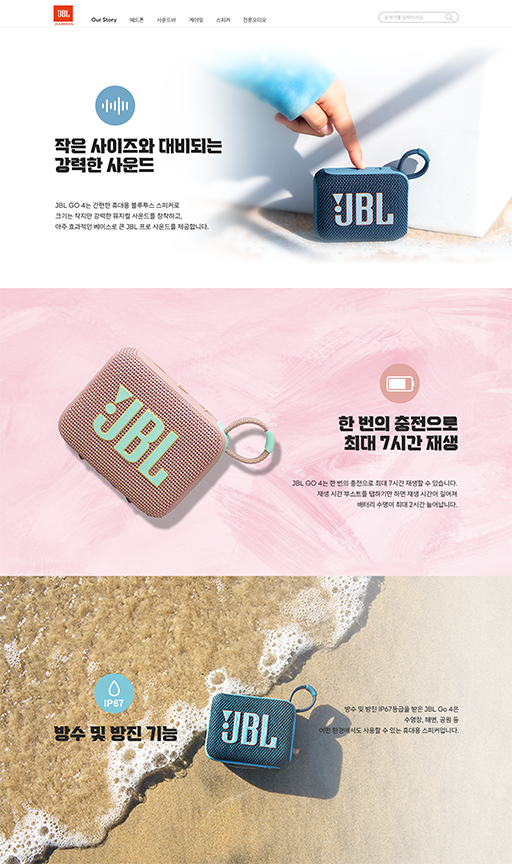 JBL
HARMAN
Our Story 헤드폰 사운드바 게이밍 스피커 전문오디오
검색어를 입력하세요
작은 사이즈와 대비되는
강력한 사운드
JBL GO 4는 간편한 휴대용 블루투스 스피커로
크기는 작지만 강력한 뮤지컬 사운드를 장착하고,
아주 효과적인 베이스로 큰 JBL 프로 사운드를 제공합니다.
JBL
한 번의 충전으로
최대 7시간 재생
JBL GO 4는 한 번의 충전으로 최대 7시간 재생할 수 있습니다.
재생 시간 부스트를 탭하기만 하면 재생 시간이 길어져
배터리 수명이 최대 2시간 늘어납니다.
JBL
IP67
방수 및 방진 기능
JBL
방수 및 방진 IP67등급을 받은 JBL Go 4은
수영장, 해변, 공원 등
어떤 환경에서도 사용할 수 있는 휴대용 스피커입니다.